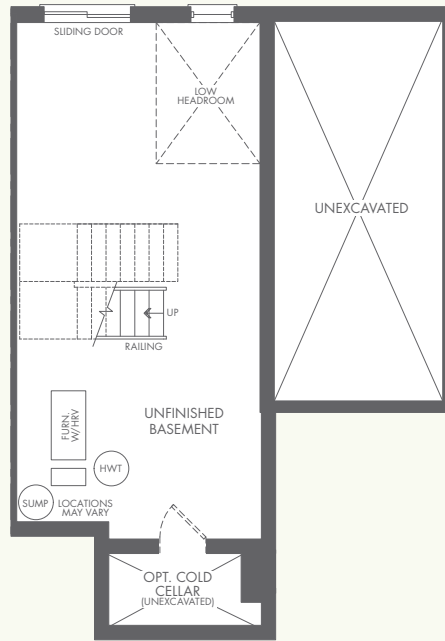 SLIDING DOOR
LOW
HEADROOM
UNEXCAVATED
UP
RAILING
UNFINISHED
BASEMENT
FURN.
W/HRV
HWT
SUMP
LOCATIONS
MAY VARY
OPT. COLD
CELLAR
(UNEXCAVATED)